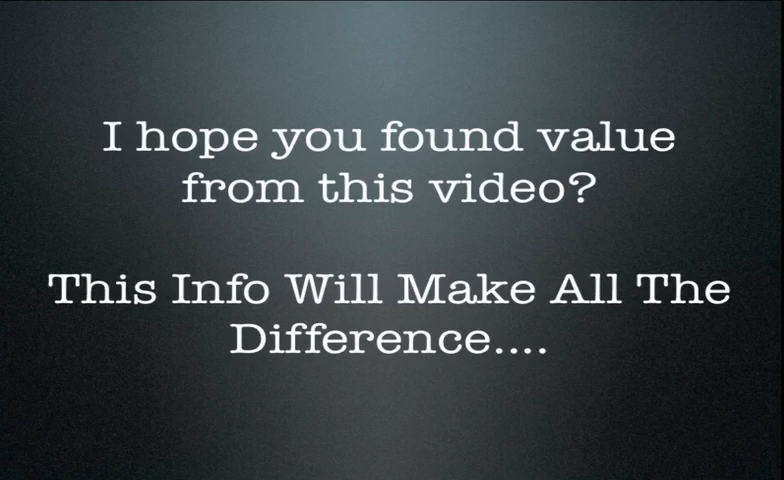 I hope you found value
from this video?
This Info Will Make All The
Difference....